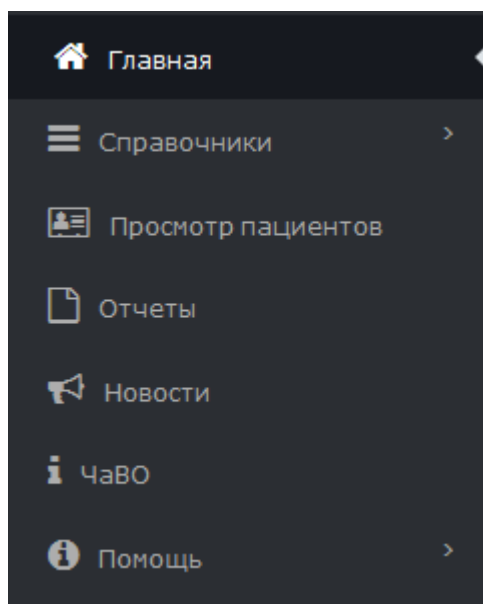 Главная
Справочники
Просмотр пациентов
Отчеты
Новости
ЧаВО
Помощь